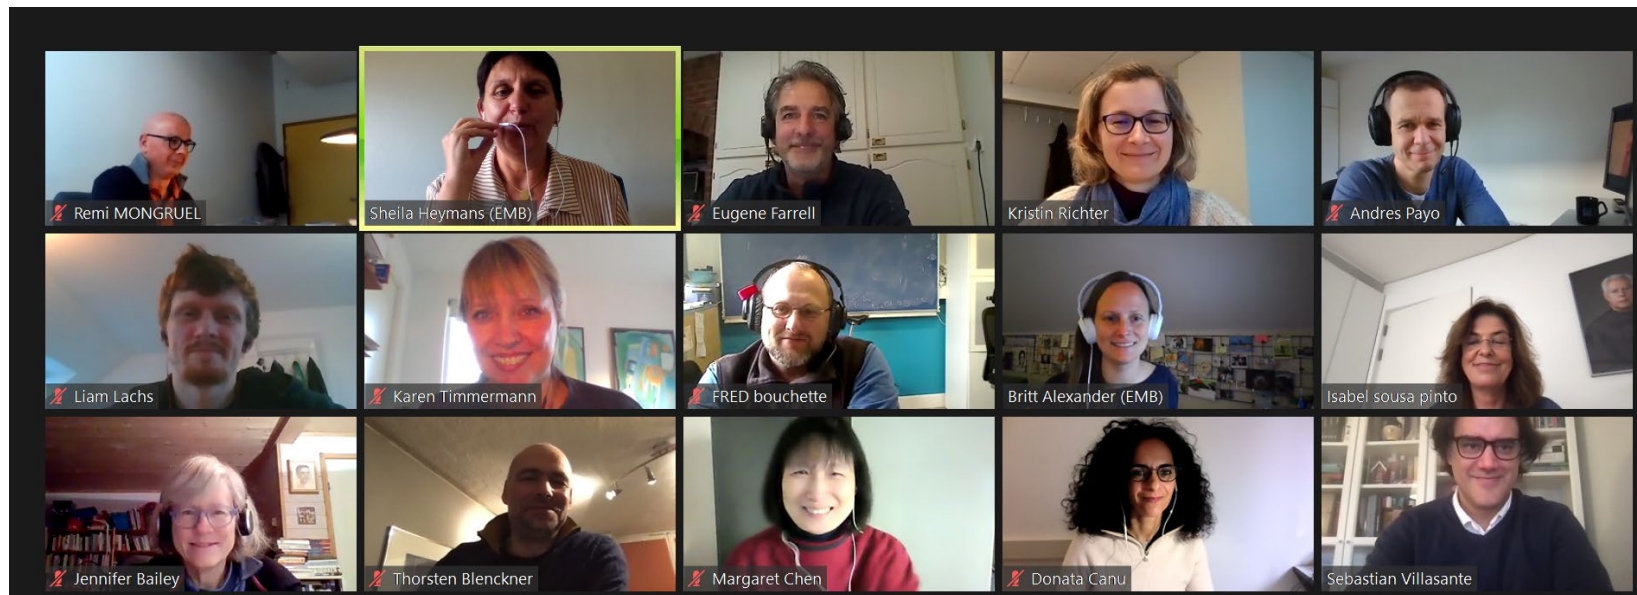 Remi MONGRUEL
Sheila Heymans (EMB)
Eugene Farrell
Kristin Richter
Andres Payo
Liam Lachs
Karen Timmermann
FRED bouchette
Britt Alexander (EMB)
Isabel sousa pinto
Jennifer Bailey
Thorsten Blenckner
Margaret Chen
Donata Canu
Sebastian Villasante